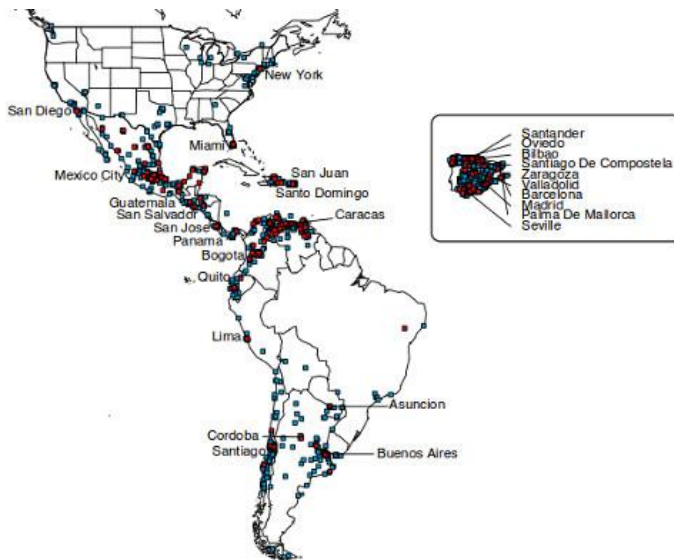 New York
San Diego
Miami
San Juan
Mexico City
Santo Domingo
Guatemala
San Salvador
Caracas
San Jose
Panama
Bogota
Quito
Lima
Asuncion
Cordoba
Santiago
Buenos Aires
Santander
Oviedo
Bilbao
Santiago De Compostela
Zaragoza
Valladolid
Barcelona
Madrid
Palma De Mallorca
Seville